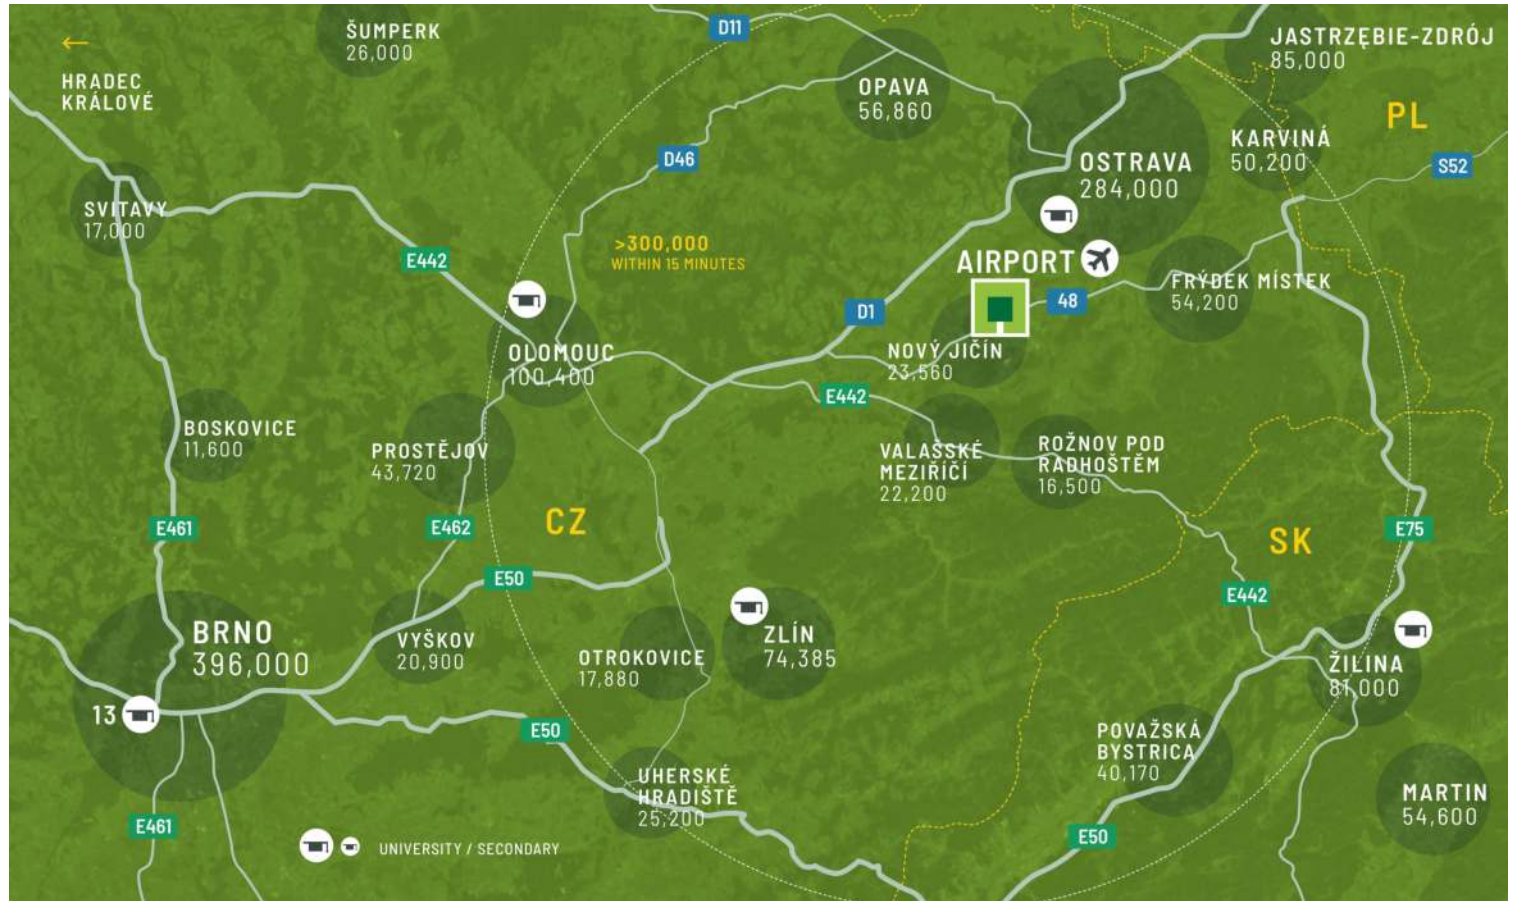 ŠUMPERK
26,000
HRADEC
KRÁLOVÉ
D11
OPAVA
56,860
JASTRZĘBIE-ZDRÓJ
85,000
PL
KARVINÁ
50,200
S52
D46
OSTRAVA
284,000
SVITAVY
17,000
E442
>300,000
WITHIN 15 MINUTES
AIRPORT
FRÝDEK MÍSTEK
54,200
48
D1
OLOMOUC
100,400
NOVÝ JIČÍN
23,560
E442
BOSKOVICE
11,600
PROSTĚJOV
43,720
VALAŠSKÉ
MEZIŘÍČÍ
22,200
ROŽNOV POD
RADHOŠTĚM
16,500
E461
E462
CZ
SK
E75
E50
E442
BRNO
396,000
VYŠKOV
20,900
OTROKOVICE
17,880
ZLÍN
74,385
ŽILINA
81,000
13
E50
POVAŽSKÁ
BYSTRICA
40,170
UHERSKÉ
HRADIŠTĚ
25,200
MARTIN
54,600
E461
E50
UNIVERSITY / SECONDARY